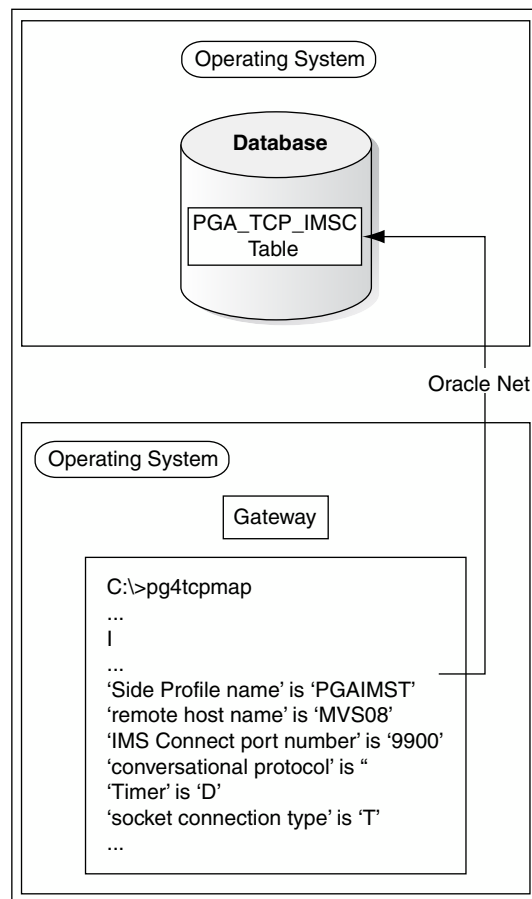 Operating System
Database
PGA_TCP_IMSC
Table
Oracle Net
Operating System
Gateway
C:\>pg4tcpmap
...
I
...
‘Side Profile name’ is ‘PGAIMST’
‘remote host name’ is ‘MVS08’
‘IMS Connect port number’ is ‘9900’
‘conversational protocol’ is “
‘Timer’ is ‘D’
‘socket connection type’ is ‘T’
...